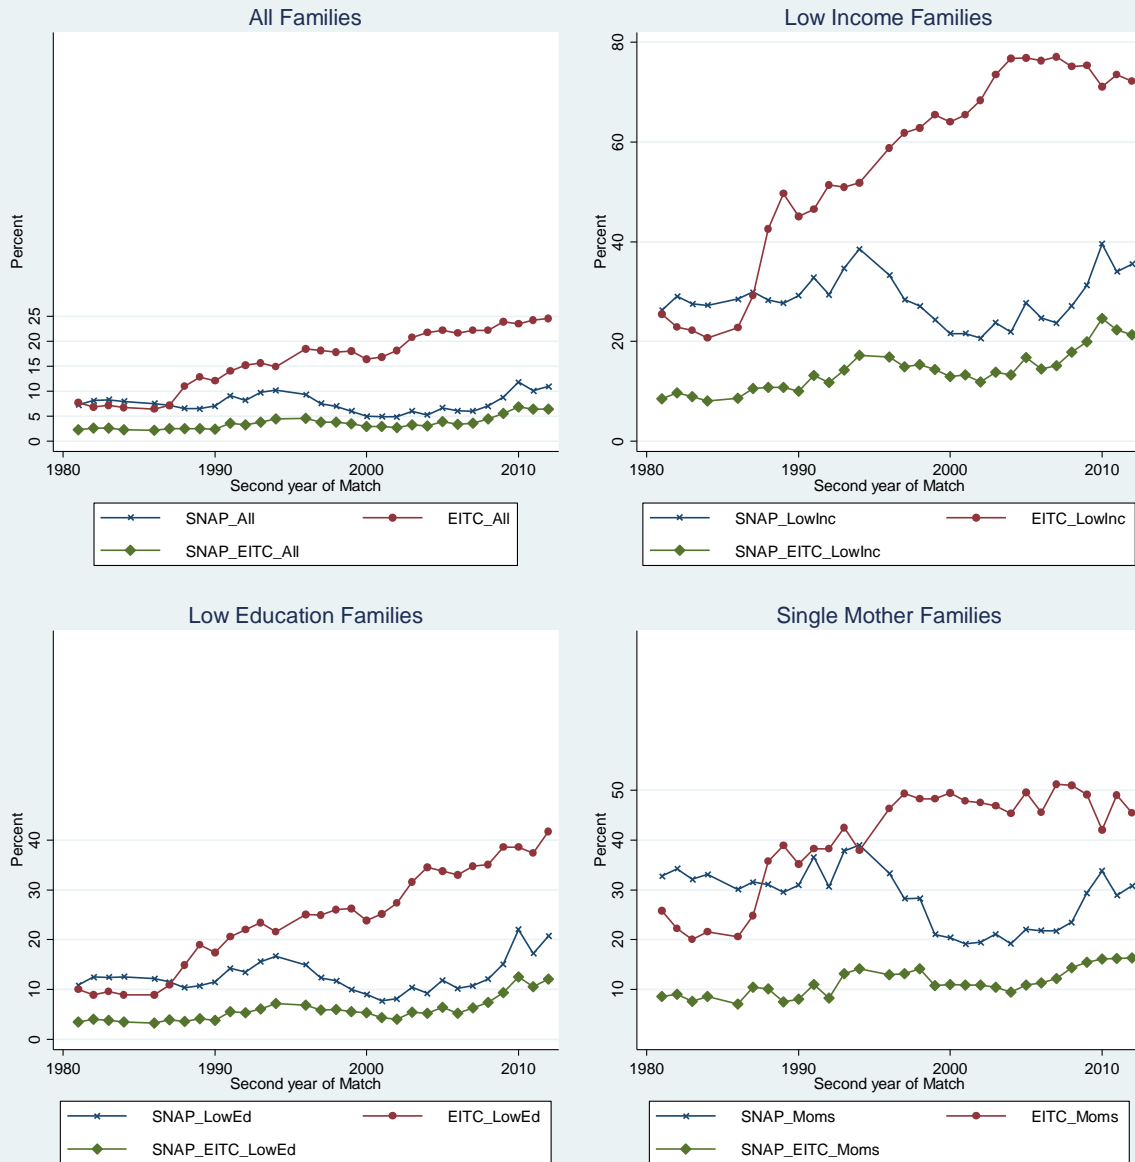 All Families
Percent
25
20
15
10
5
0
1980 1990 2000 2010
Second year of Match
SNAP_All EITC_All
SNAP_EITC_All
Low Income Families
Percent
80
60
40
20
0
1980 1990 2000 2010
Second year of Match
SNAP_LowInc EITC_LowInc
SNAP_EITC_LowInc
Low Education Families
Percent
40
30
20
10
0
1980 1990 2000 2010
Second year of Match
SNAP_LowEd EITC_LowEd
SNAP_EITC_LowEd
Single Mother Families
Percent
50
40
30
20
10
1980 1990 2000 2010
Second year of Match
SNAP_Moms EITC_Moms
SNAP_EITC_Moms